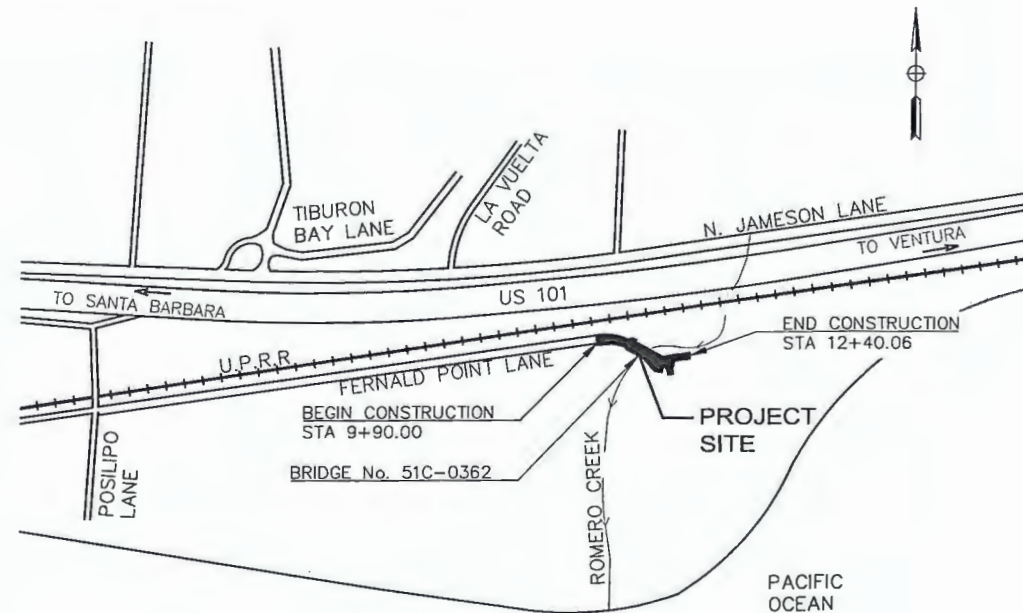 TIBURON
BAY LANE
LA VUELTA
ROAD
N. JAMESON LANE
TO VENTURA
TO SANTA BARBARA
US 101
U.P.R.R
FERNALD POINT LANE
END CONSTRUCTION
STA 12+40.06
BEGIN CONSTRUCTION
STA 9+90.00
PROJECT
SITE
BRIDGE No. 51C-0362
POSILIPO
LANE
ROMERO CREEK
PACIFIC
OCEAN